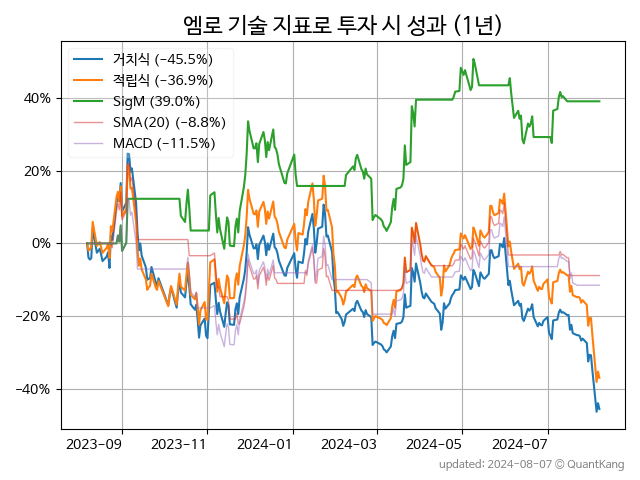 엠로 기술 지표로 투자 시 성과 (1년)
거치식 (−45.5%)
적립식 (−36.9%)
SigM (39.0%)
SMA(20) (−8.8%)
MACD (−11.5%)
40%
20%
0%
−20%
−40%
2023-09 2023-11 2024-01 2024-03 2024-05 2024-07
updated: 2024-08-07 © QuantKang